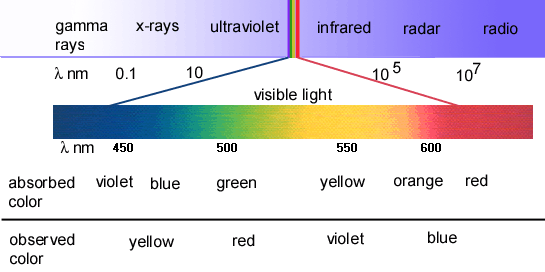 gamma rays x-rays ultraviolet infrared radar radio
λ nm 0.1 10 10 5 10 7
visible light
λ nm 450 500 550 600
absorbed color violet blue green yellow orange red
observed color yellow red violet blue